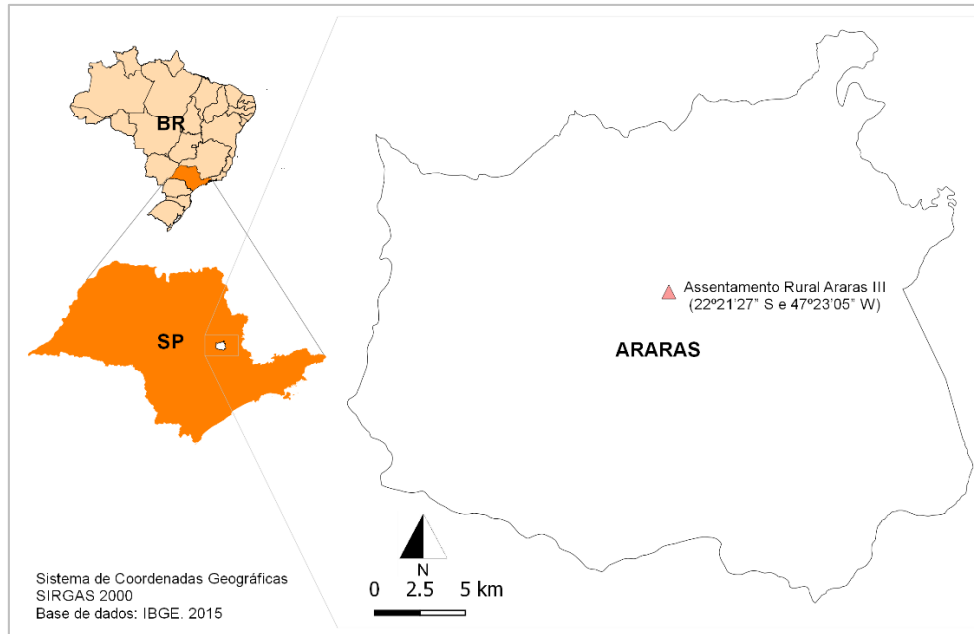 BR
SP
Assentamento Rural Araras III
(22º21'27" S e 47º23'05" W)
ARARAS
N
0 2.5 5 km
Sistema de Coordenadas Geográficas
SIRGAS 2000
Base de dados: IBGE. 2015